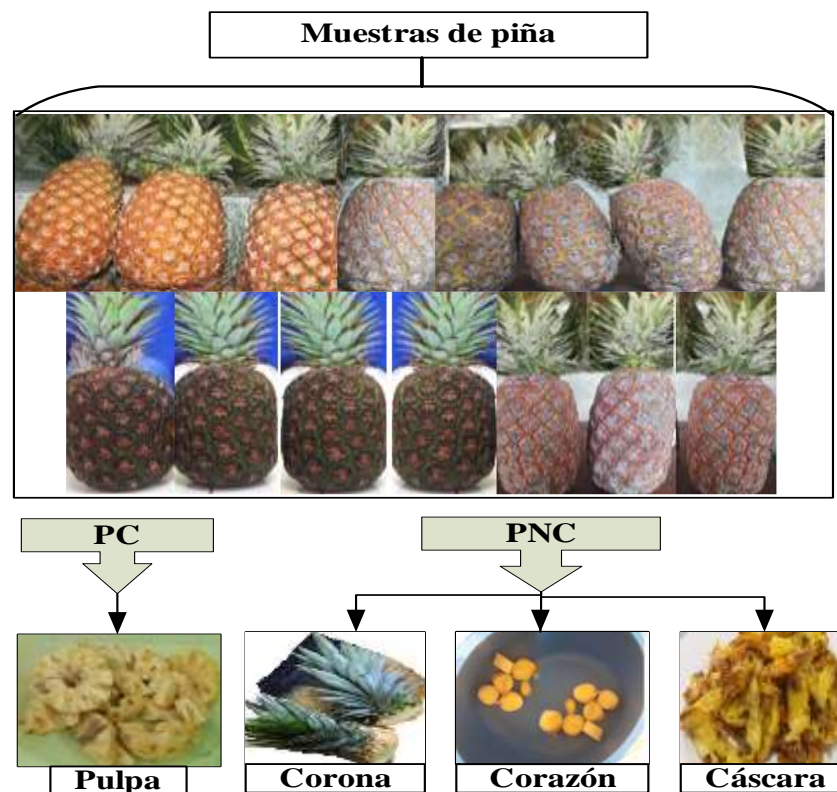 Muestras de piña
PC
PNC
Pulpa
Corona
Corazón
Cáscara